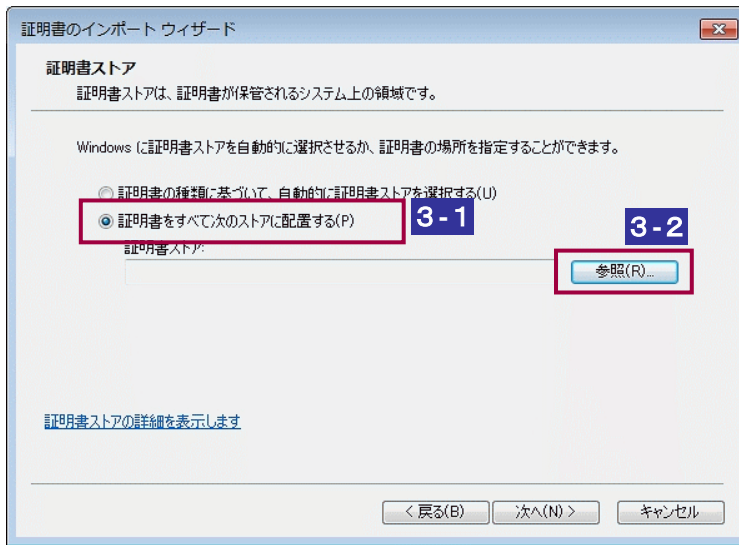 証明書のインポート ウィザード
証明書ストア
証明書ストアは、証明書が保管されるシステム上の領域です。
Windows に証明書ストアを自動的に選択させるか、証明書の場所を指定することができます。
証明書の種類に基づいて、自動的に証明書ストアを選択する(U)
証明書をすべて次のストアに配置する(P)
3-1
3-2
証明書ストア:
参照(R)...
証明書ストアの詳細を表示します
< 戻る(B)
次へ(N) >
キャンセル